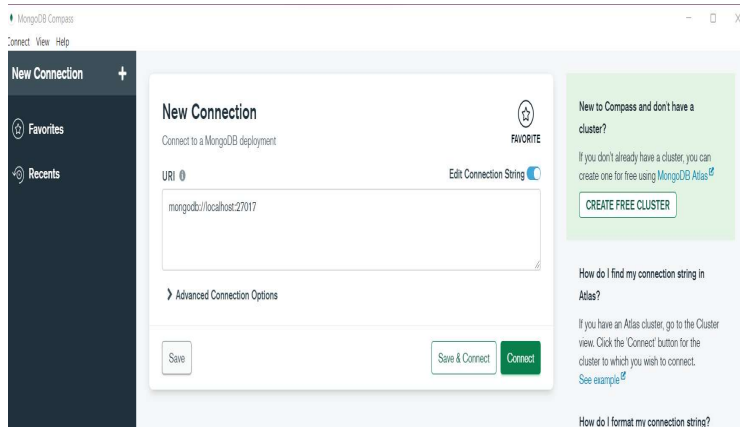 MongoDB Compass
Connect View Help
New Connection +
Favorites
Recents
New Connection
Connect to a MongoDB deployment
FAVORITE
URI
Edit Connection String
mongodb://localhost:27017
Advanced Connection Options
Save
Save & Connect
Connect
New to Compass and don't have a
cluster?
If you don't already have a cluster, you can
create one for free using MongoDB Atlas
CREATE FREE CLUSTER
How do I find my connection string in
Atlas?
If you have an Atlas cluster, go to the Cluster
view. Click the 'Connect' button for the
cluster to which you wish to connect.
See example
How do I format my connection string?